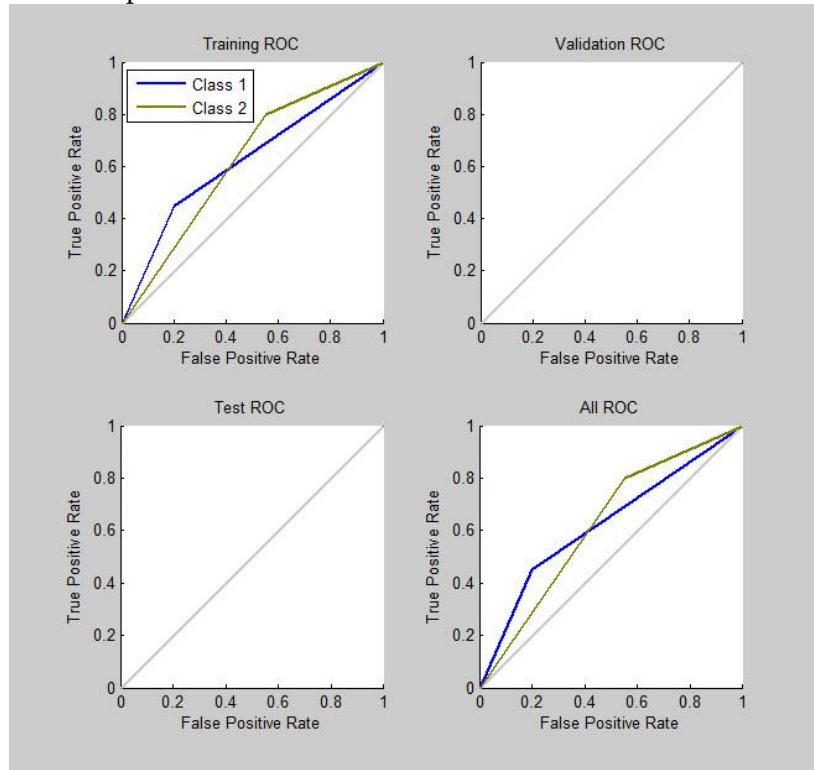 Training ROC
Class 1
Class 2
True Positive Rate
1
0.8
0.6
0.4
0.2
0
0 0.2 0.4 0.6 0.8 1
False Positive Rate
Validation ROC
True Positive Rate
1
0.8
0.6
0.4
0.2
0
0 0.2 0.4 0.6 0.8 1
False Positive Rate
Test ROC
True Positive Rate
1
0.8
0.6
0.4
0.2
0
0 0.2 0.4 0.6 0.8 1
False Positive Rate
All ROC
True Positive Rate
1
0.8
0.6
0.4
0.2
0
0 0.2 0.4 0.6 0.8 1
False Positive Rate